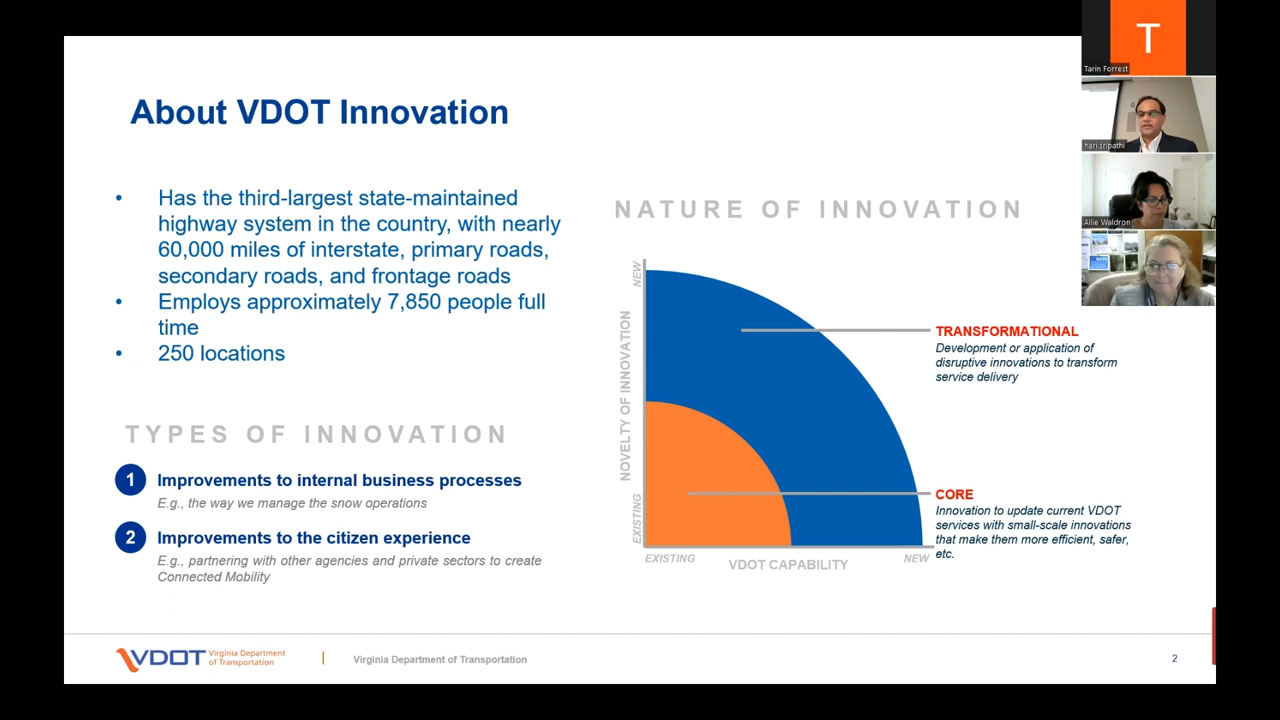 About VDOT Innovation
• Has the third-largest state-maintained
highway system in the country, with nearly
60,000 miles of interstate, primary roads,
secondary roads, and frontage roads
• Employs approximately 7,850 people full
time
• 250 locations
TYPES OF INNOVATION
1 Improvements to internal business processes
E.g., the way we manage the snow operations
2 Improvements to the citizen experience
E.g., partnering with other agencies and private sectors to create
Connected Mobility
NATURE OF INNOVATION
NEW
NOVELTY OF INNOVATION
EXISTING
EXISTING
VDOT CAPABILITY
NEW
TRANSFORMATIONAL
Development or application of
disruptive innovations to transform
service delivery
CORE
Innovation to update current VDOT
services with small-scale innovations
that make them more efficient, safer,
etc.
T
Tarin Forrest
hari.sripathi
Allie Waldron
VDOT Virginia Department
of Transportation
Virginia Department of Transportation
2